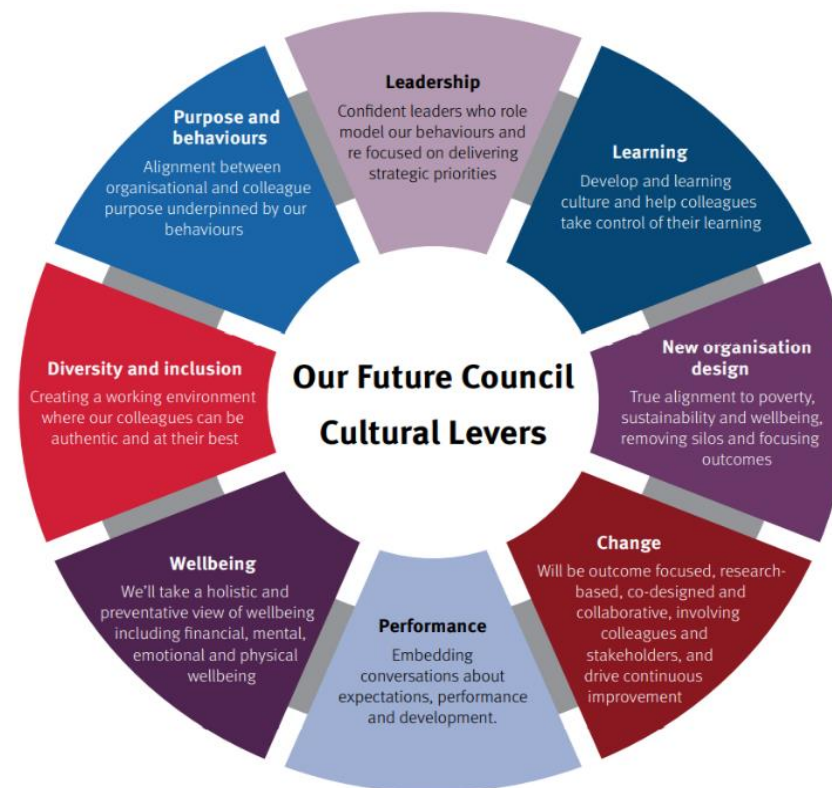 Leadership
Confident leaders who role
model our behaviours and
re focused on delivering
strategic priorities
Learning
Develop and learning
culture and help colleagues
take control of their learning
New organisation
design
True alignment to poverty,
sustainability and wellbeing,
removing silos and focusing
outcomes
Change
Will be outcome focused, research-
based, co-designed and
collaborative, involving
colleagues and
stakeholders, and
drive continuous
improvement
Performance
Embedding
conversations about
expectations, performance
and development.
Wellbeing
We'll take a holistic and
preventative view of wellbeing
including financial, mental,
emotional and physical
wellbeing
Diversity and inclusion
Creating a working environment
where our colleagues can be
authentic and at their best
Purpose and
behaviours
Alignment between
organisational and colleague
purpose underpinned by our
behaviours
Our Future Council
Cultural Levers